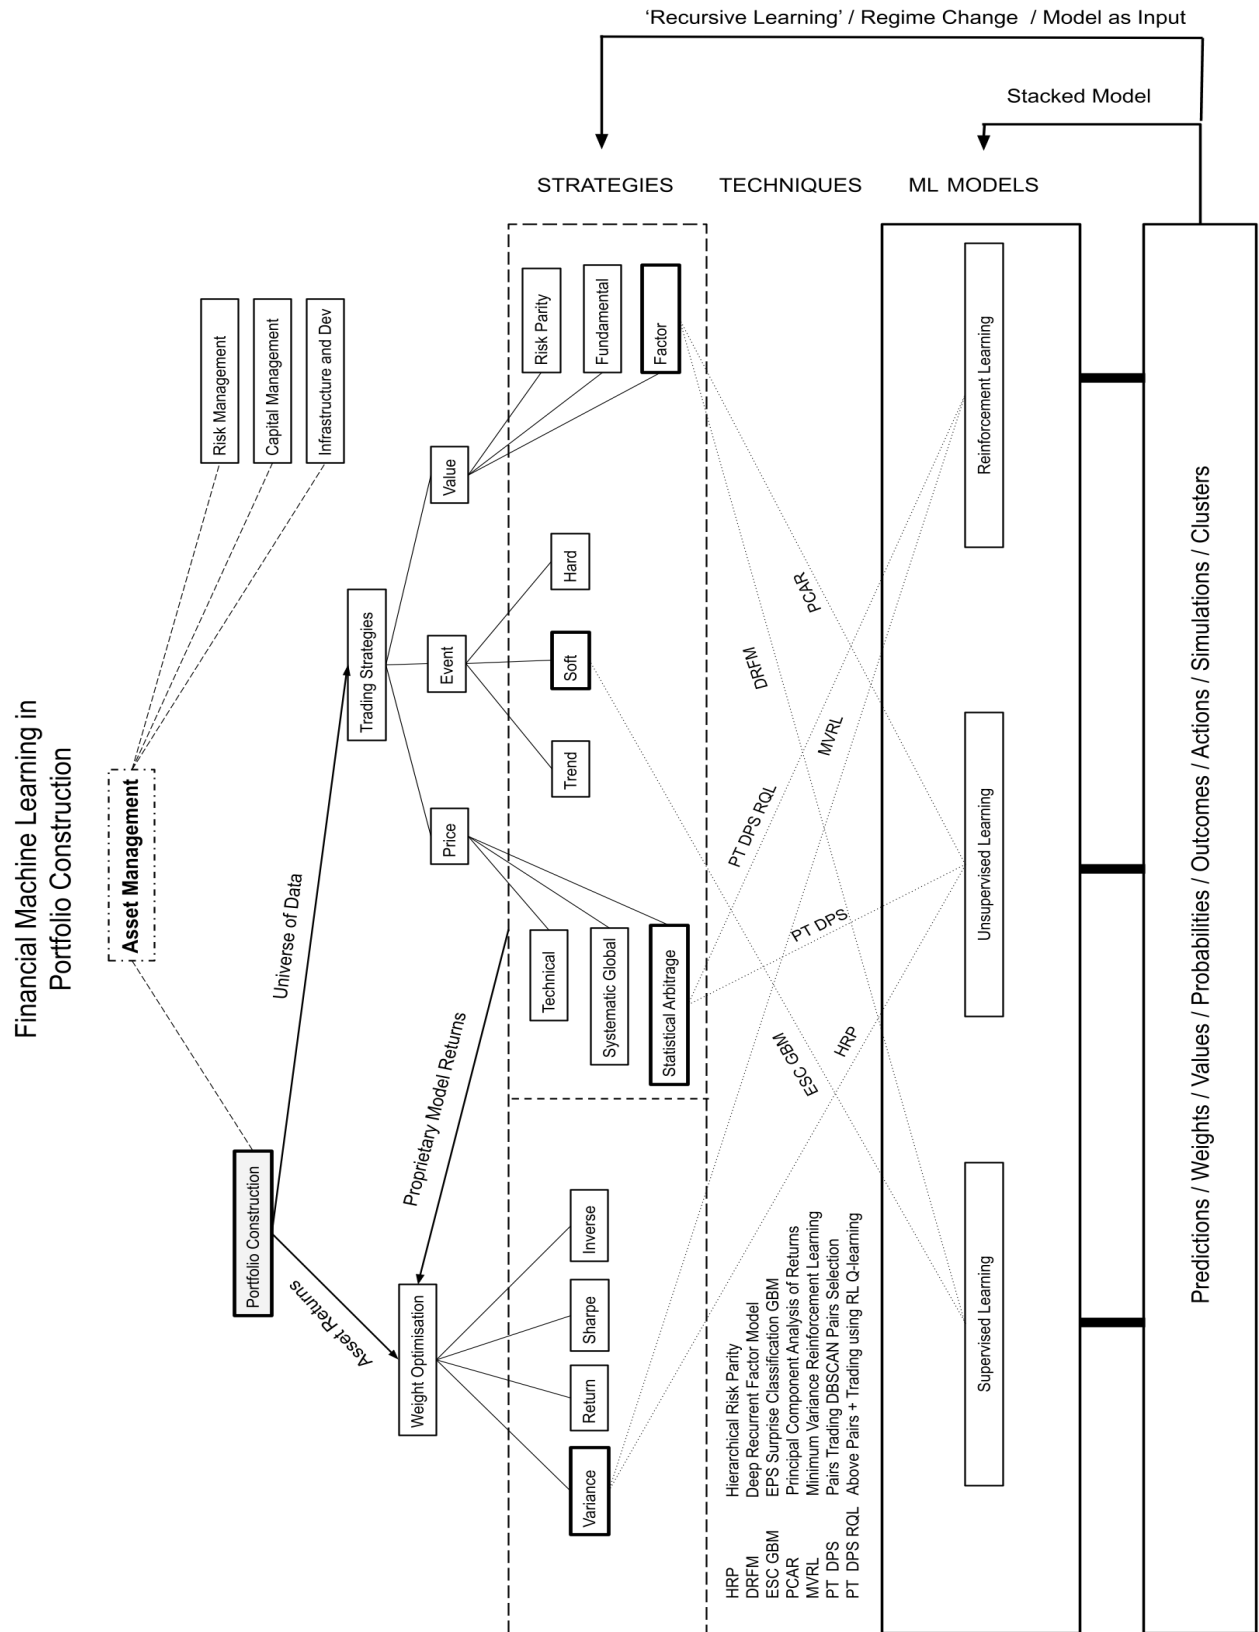 Financial Machine Learning in
Portfolio Construction
Asset Management
Risk Management
Capital Management
Infrastructure and Dev
Portfolio Construction
Universe of Data
Asset Returns
Proprietary Model Returns
Trading Strategies
Weight Optimisation
Price
Event
Value
‘Recursive Learning’ / Regime Change / Model as Input
Stacked Model
STRATEGIES
TECHNIQUES
ML MODELS
Variance
Return
Sharpe
Inverse
Technical
Systematic Global
Statistical Arbitrage
Trend
Soft
Hard
Risk Parity
Fundamental
Factor
HRP
ESC GBM
PT DPS
PT DPS RQL
MVRL
DRFM
PCAR
HRP Hierarchical Risk Parity
DRFM Deep Recurrent Factor Model
ESC GBM EPS Surprise Classification GBM
PCAR Principal Component Analysis of Returns
MVRL Minimum Variance Reinforcement Learning
PT DPS Pairs Trading DBSCAN Pairs Selection
PT DPS RQL Above Pairs + Trading using RL Q-learning
Supervised Learning
Unsupervised Learning
Reinforcement Learning
Predictions / Weights / Values / Probabilities / Outcomes / Actions / Simulations / Clusters